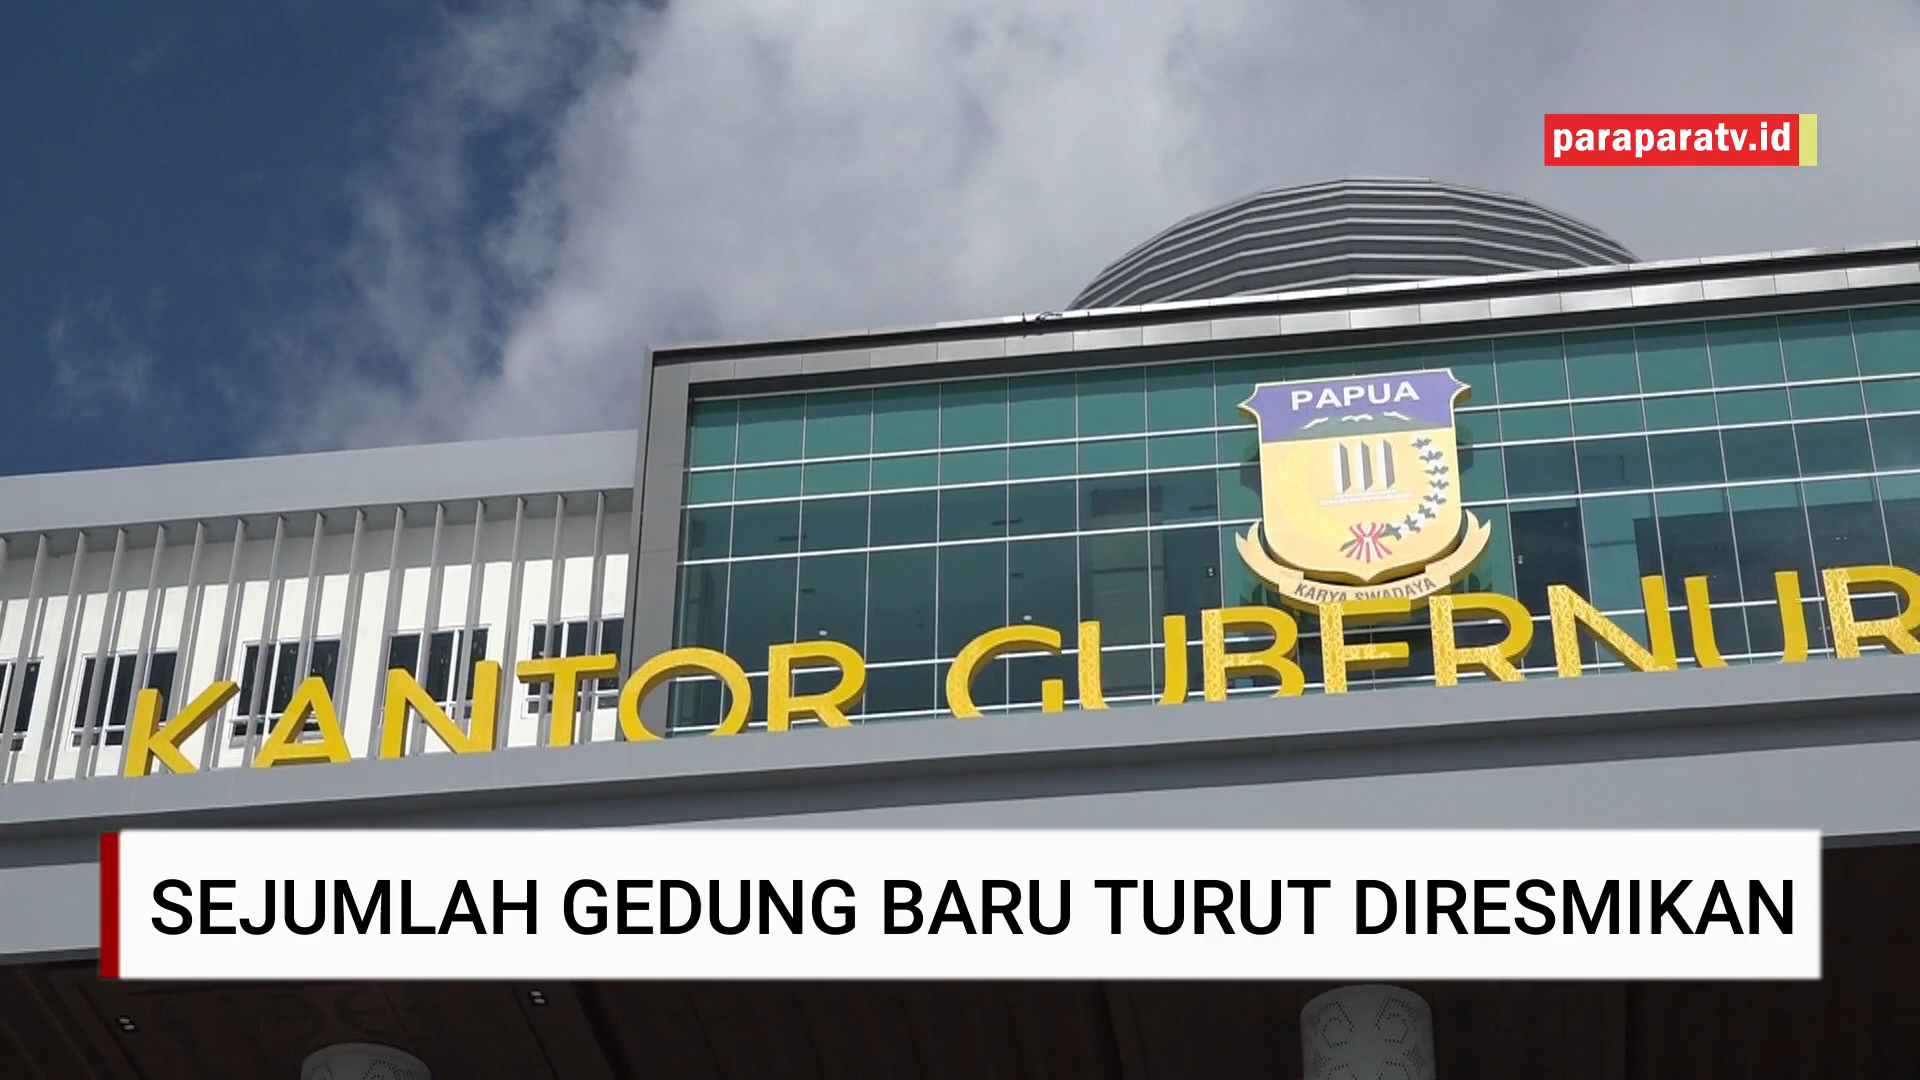 paraparatv.id
PAPUA
KARYA SWADAYA
KANTOR GUBERNUR
SEJUMLAH GEDUNG BARU TURUT DIRESMIKAN